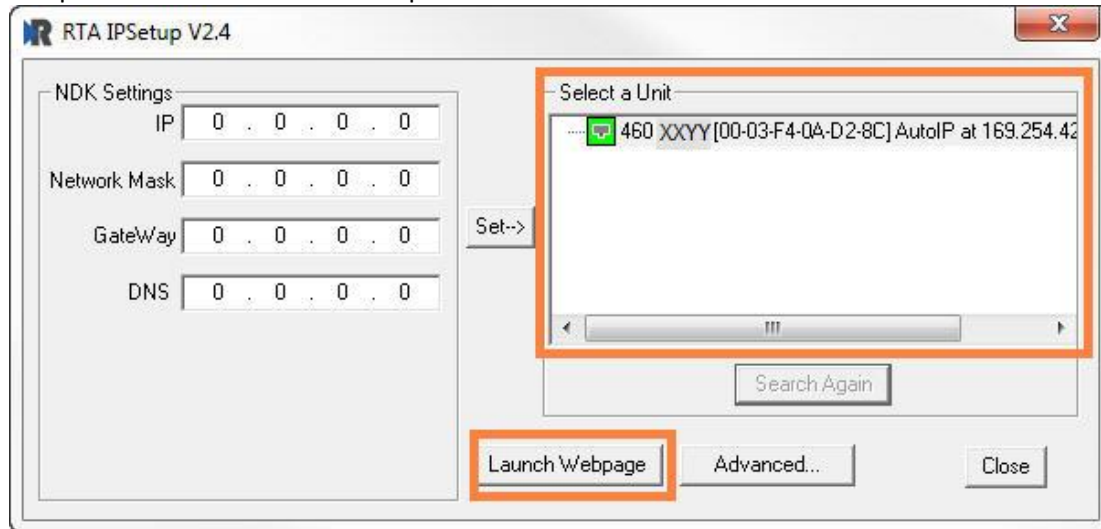 RTA IPSetup V2.4
NDK Settings
IP 0 . 0 . 0 . 0
Network Mask 0 . 0 . 0 . 0
GateWay 0 . 0 . 0 . 0
DNS 0 . 0 . 0 . 0
Set-->
Select a Unit
460 XXYY [00-03-F4-0A-D2-8C] AutoIP at 169.254.42
Search Again
Launch Webpage
Advanced...
Close